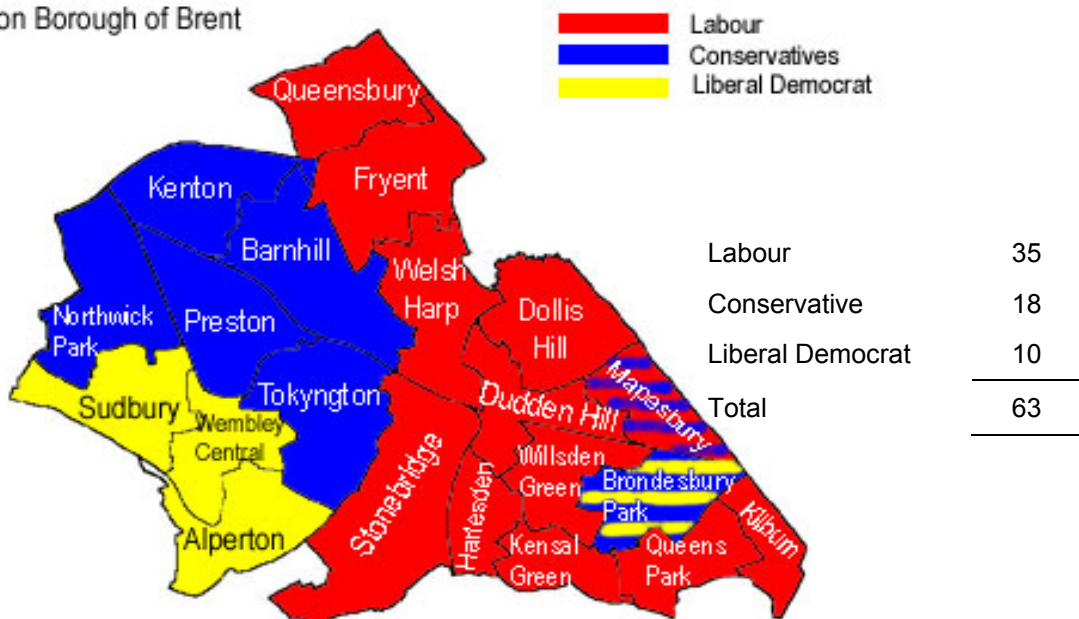 on Borough of Brent
Labour
Conservatives
Liberal Democrat
Queensbury
Kenton
Fryent
Barnhill
Welsh
Harp
Northwick
Park
Preston
Dollis
Hill
Sudbury
Tokyngton
Mapesbury
Wembley
Central
Dudden Hill
Stonebridge
Harlesden
Willsden
Green
Brondesbury
Park
Kilburn
Alperton
Kensal
Green
Queens
Park
Labour 35
Conservative 18
Liberal Democrat 10
Total 63